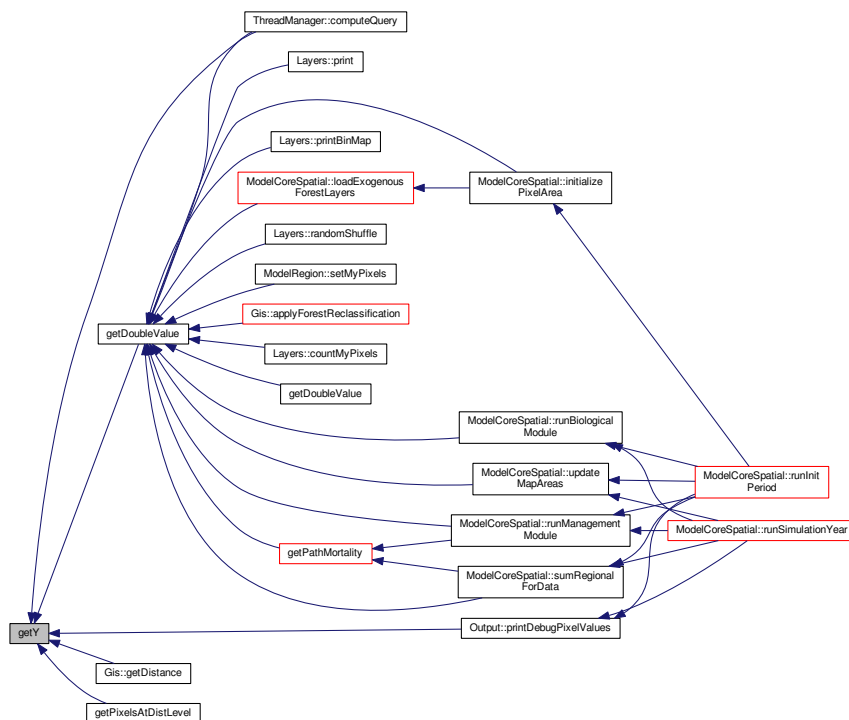 ThreadManager::computeQuery
Layers::print
Layers::printBinMap
ModelCoreSpatial::loadExogenous
ForestLayers
ModelCoreSpatial::initialize
PixelArea
Layers::randomShuffle
ModelRegion::setMyPixels
Gis::applyForestReclassification
getDoubleValue
Layers::countMyPixels
getDoubleValue
ModelCoreSpatial::runBiological
Module
ModelCoreSpatial::update
MapAreas
ModelCoreSpatial::runInit
Period
ModelCoreSpatial::runManagement
Module
ModelCoreSpatial::runSimulationYear
getPathMortality
ModelCoreSpatial::sumRegional
ForData
getY
Output::printDebugPixelValues
Gis::getDistance
getPixelsAtDistLevel